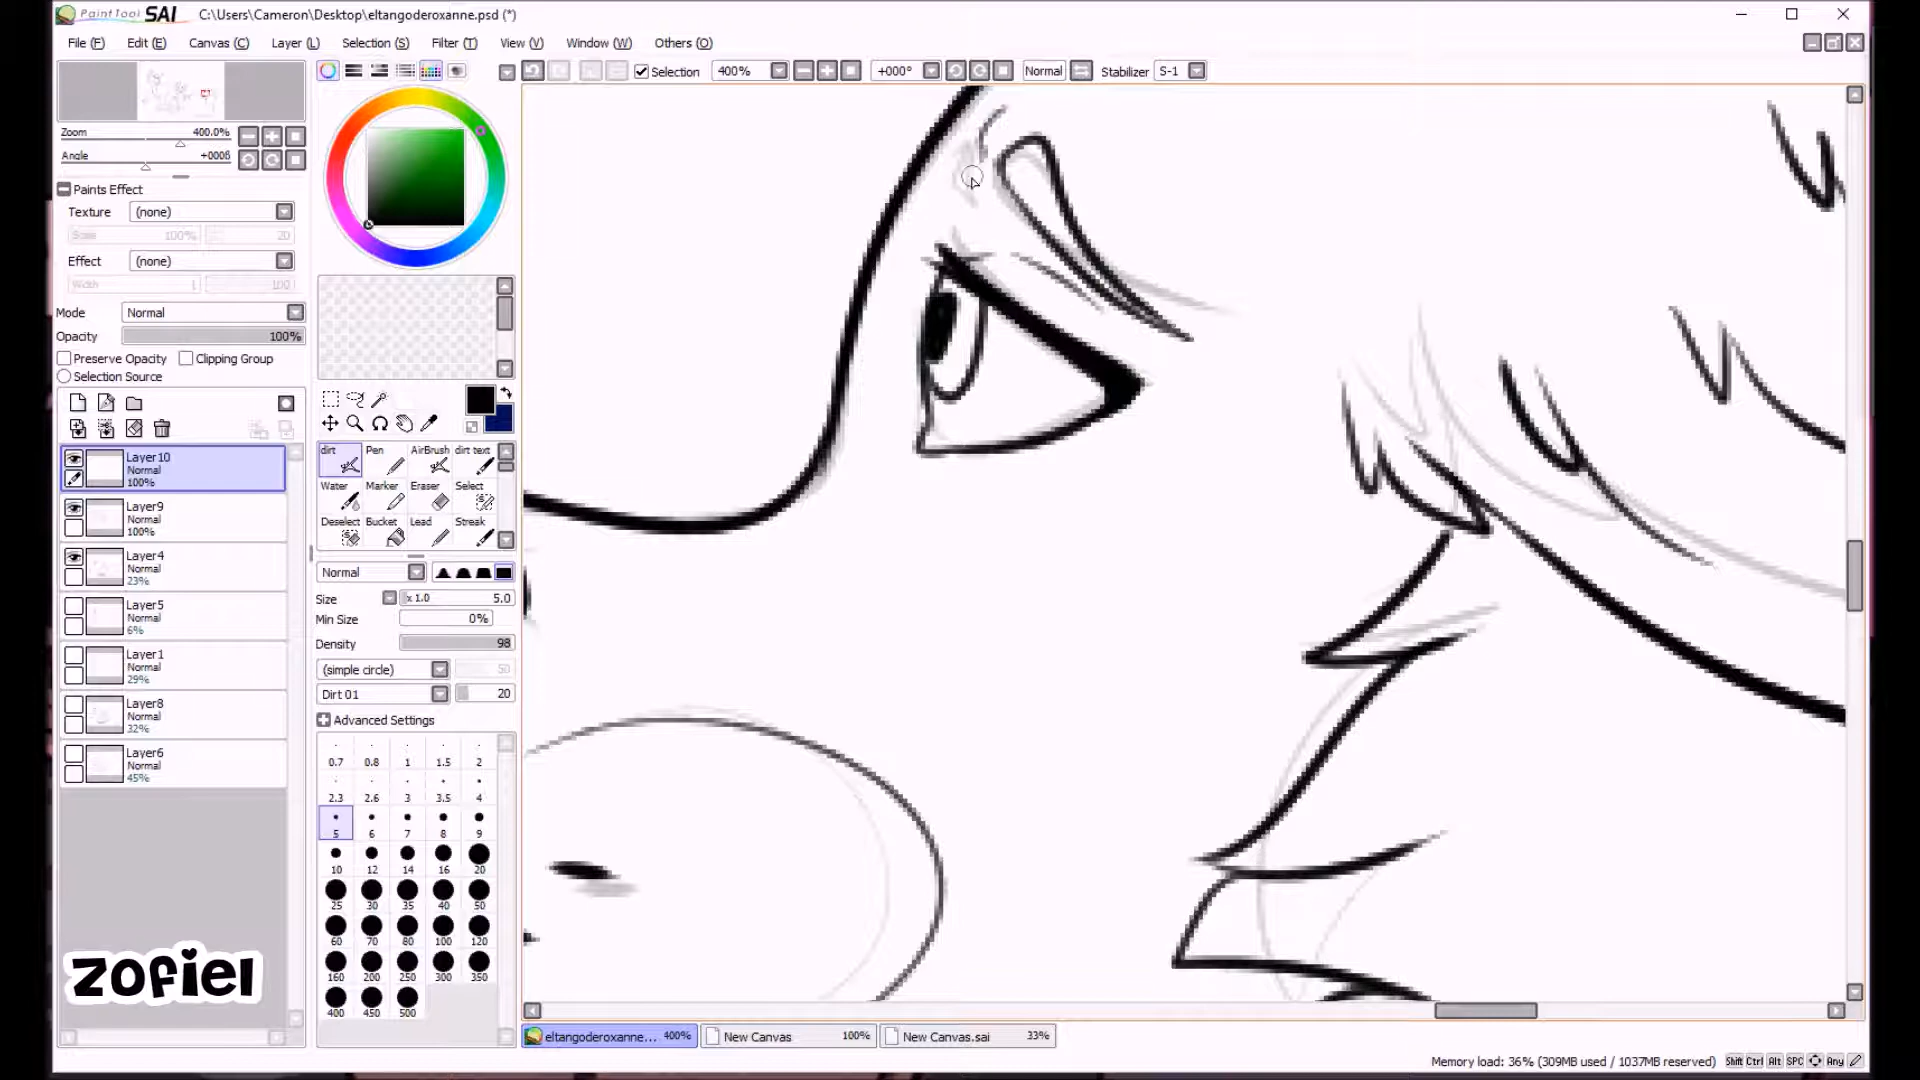 PaintTool SAI C:\Users\Cameron\Desktop\eltangoderoxanne.psd (*)
File (F) Edit (E) Canvas (C) Layer (L) Selection (S) Filter (T) View (V) Window (W) Others (O)
Selection 400% +000° Normal Stabilizer S-1
Zoom 400.0%
Angle +000ß
Paints Effect
Texture (none)
Scale 100% 20
Effect (none)
Width 1 100
Mode Normal
Opacity 100%
Preserve Opacity Clipping Group
Selection Source
Layer10
Normal
100%
Layer9
Normal
100%
Layer4
Normal
23%
Layer5
Normal
6%
Layer1
Normal
29%
Layer8
Normal
32%
Layer6
Normal
45%
dirt Pen AirBrush dirt text
Water Marker Eraser Select
Deselect Bucket Lead Streak
Normal
Size x 1.0 5.0
Min Size 0%
Density 98
(simple circle) 50
Dirt 01 20
Advanced Settings
0.7 0.8 1 1.5 2
2.3 2.6 3 3.5 4
5 6 7 8 9
10 12 14 16 20
25 30 35 40 50
60 70 80 100 120
160 200 250 300 350
400 450 500
zofiel
eltangoderoxanne... 400% New Canvas 100% New Canvas.sai 33%
Memory load: 36% (309MB used / 1037MB reserved) Shift Ctrl Alt SPC Any